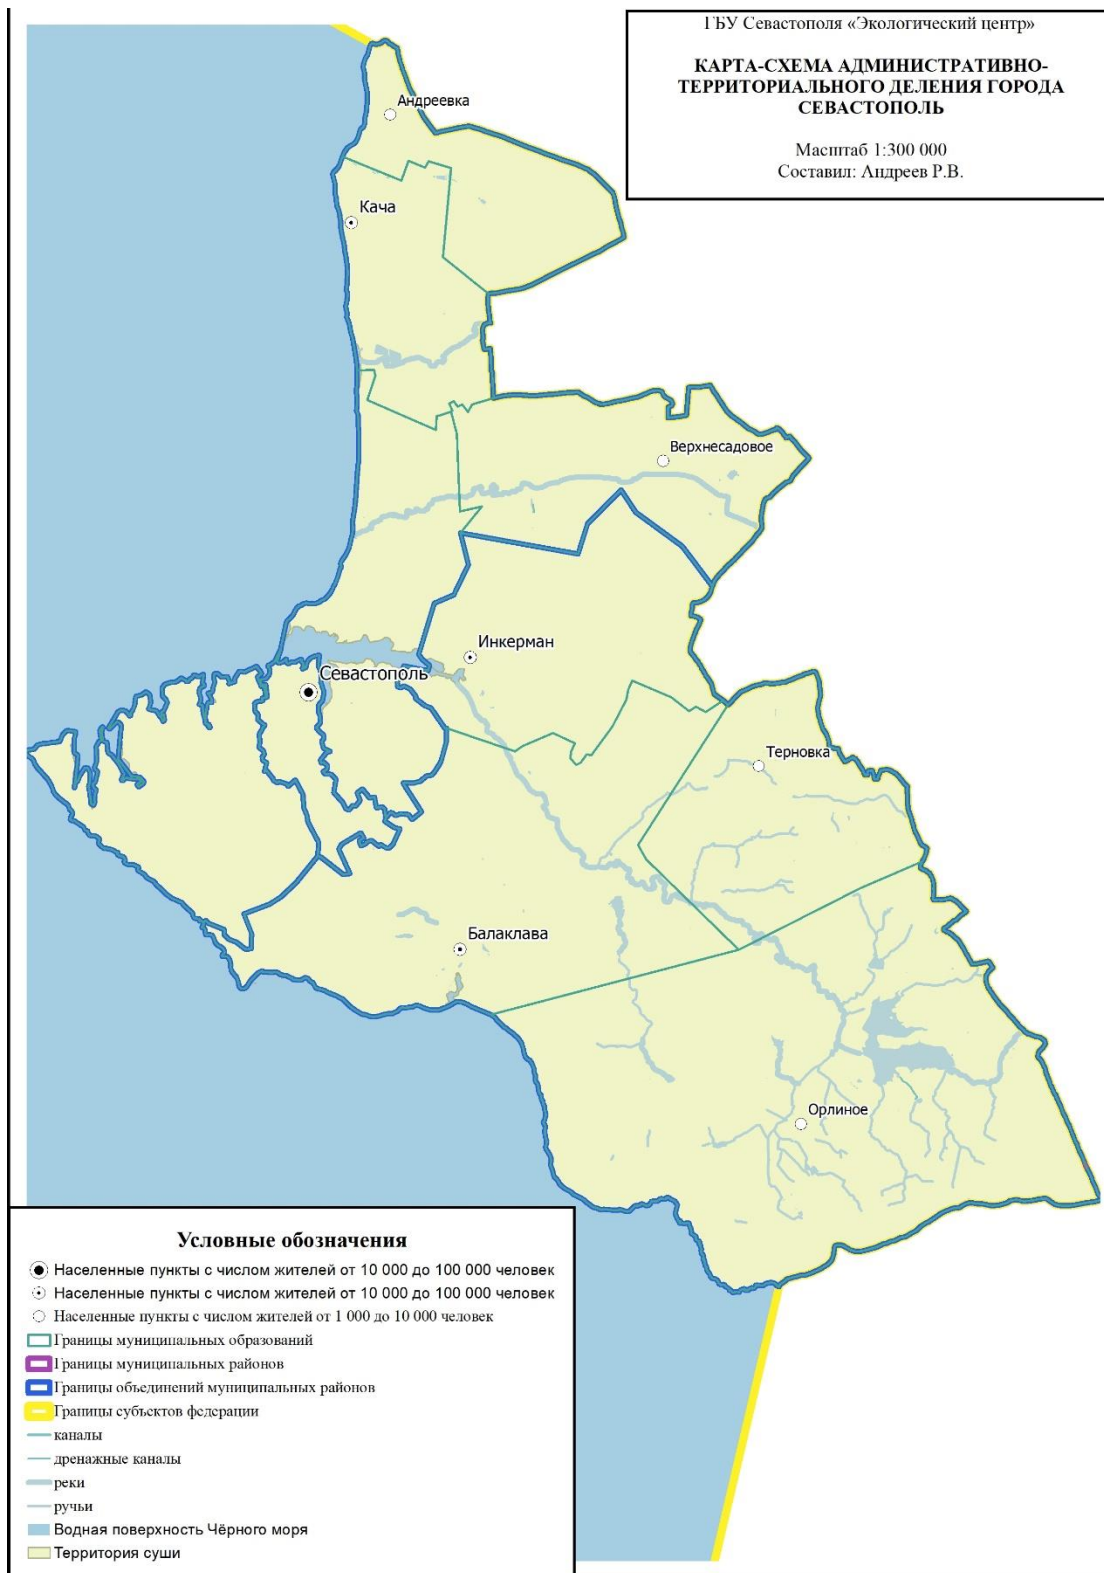 ГБУ Севастополя «Экологический центр»
КАРТА-СХЕМА АДМИНИСТРАТИВНО-
ТЕРРИТОРИАЛЬНОГО ДЕЛЕНИЯ ГОРОДА
СЕВАСТОПОЛЬ
Масштаб 1:300 000
Составил: Андреев Р.В.
Андреевка
Кача
Верхнесадовое
Инкерман
Севастополь
Терновка
Балаклава
Орлиное
Условные обозначения
Населенные пункты с числом жителей от 10 000 до 100 000 человек
Населенные пункты с числом жителей от 10 000 до 100 000 человек
Населенные пункты с числом жителей от 1 000 до 10 000 человек
Границы муниципальных образований
Границы муниципальных районов
Границы объединений муниципальных районов
Границы субъектов федерации
каналы
дренажные каналы
реки
ручьи
Водная поверхность Чёрного моря
Территория суши